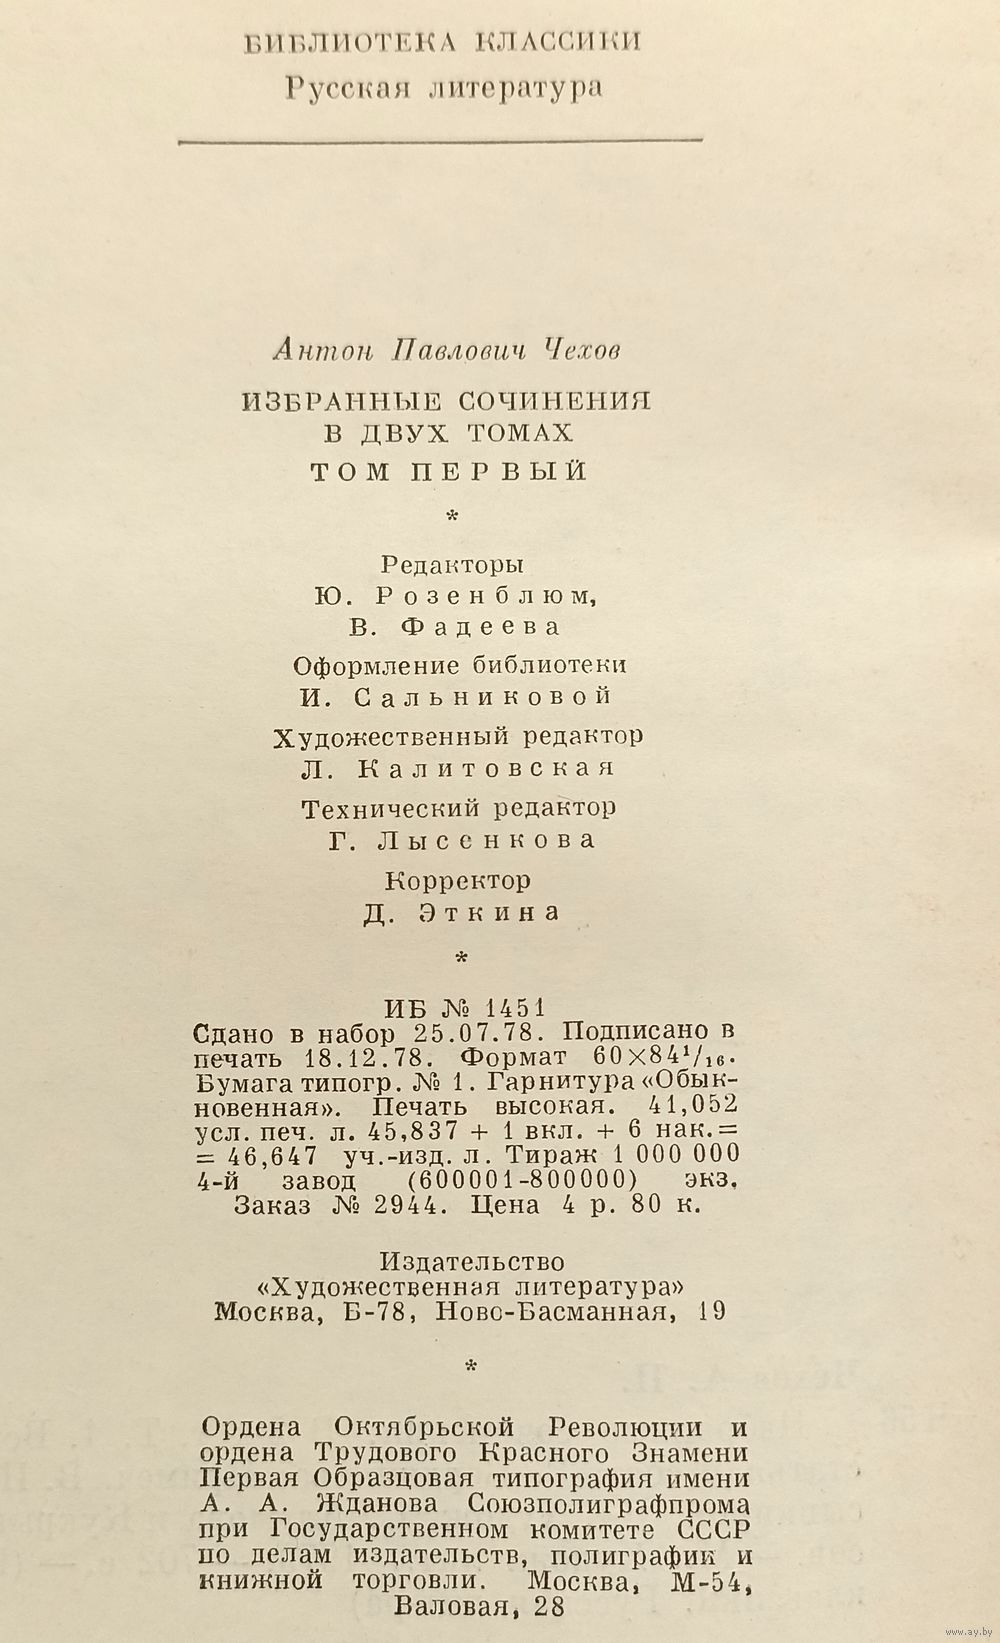 БИБЛИОТЕКА КЛАССИКИ
Русская литература
Антон Павлович Чехов
ИЗБРАННЫЕ СОЧИНЕНИЯ
В ДВУХ ТОМАХ
ТОМ ПЕРВЫЙ
*
Редакторы
Ю. Розенблюм,
В. Фадеева
Оформление библиотеки
И. Сальниковой
Художественный редактор
Л. Калитовская
Технический редактор
Г. Лысенкова
Корректор
Д. Эткина
*
ИБ № 1451
Сдано в набор 25.07.78. Подписано в
печать 18.12.78. Формат 60×84¹/₁₆.
Бумага типогр. № 1. Гарнитура «Обык-
новенная». Печать высокая. 41,052
усл. печ. л. 45,837 + 1 вкл. + 6 нак. =
= 46,647 уч.-изд. л. Тираж 1 000 000
4-й завод (600001-800000) экз.
Заказ № 2944. Цена 4 р. 80 к.
Издательство
«Художественная литература»
Москва, Б-78, Ново-Басманная, 19
*
Ордена Октябрьской Революции и
ордена Трудового Красного Знамени
Первая Образцовая типография имени
А. А. Жданова Союзполиграфпрома
при Государственном комитете СССР
по делам издательств, полиграфии и
книжной торговли. Москва, М-54,
Валовая, 28
www.ay.by